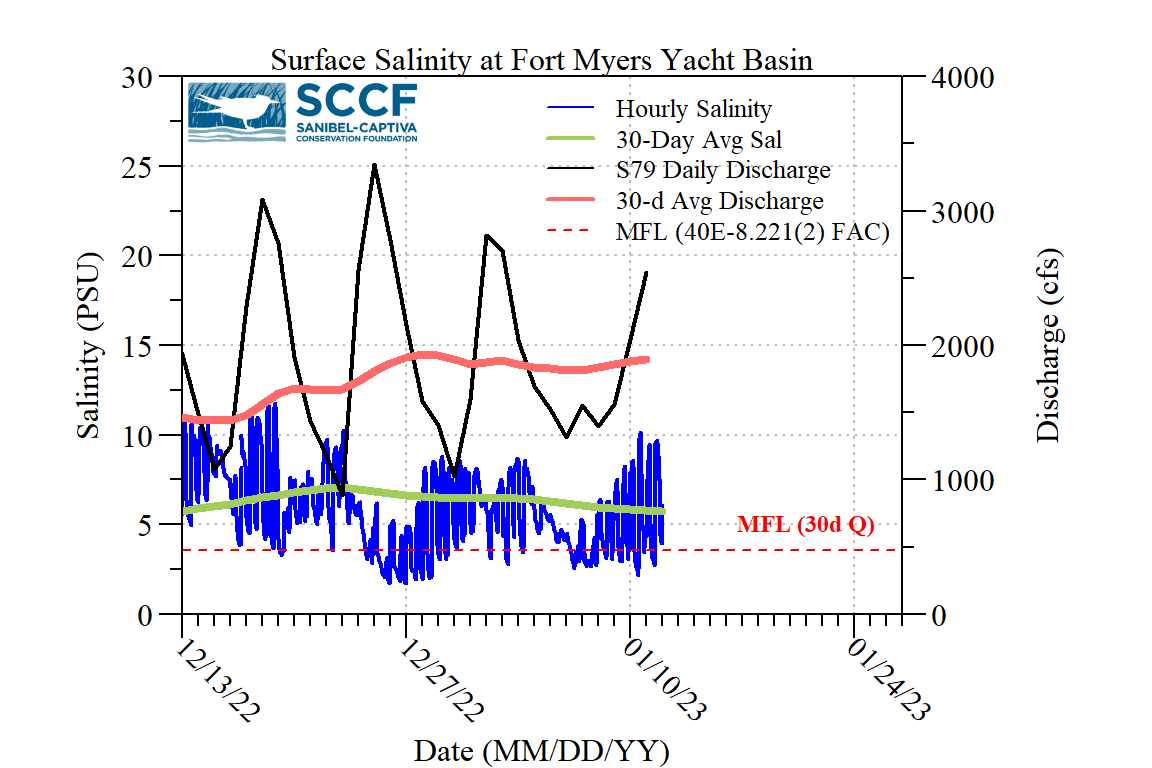 Surface Salinity at Fort Myers Yacht Basin
SCCF
SANIBEL-CAPTIVA
CONSERVATION FOUNDATION
Hourly Salinity
30-Day Avg Sal
S79 Daily Discharge
30-d Avg Discharge
MFL (40E-8.221(2) FAC)
MFL (30d Q)
Salinity (PSU)
30
25
20
15
10
5
0
Discharge (cfs)
4000
3000
2000
1000
0
12/13/22
12/27/22
01/10/23
01/24/23
Date (MM/DD/YY)